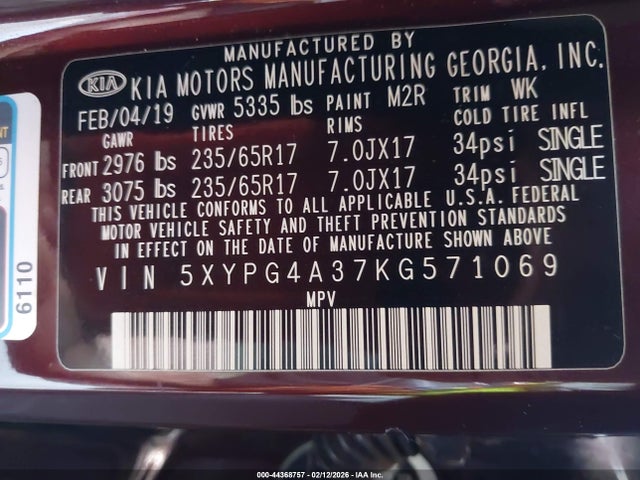 MANUFACTURED BY
KIA KIA MOTORS MANUFACTURING GEORGIA, INC.
FEB/04/19 GVWR 5335 lbs PAINT M2R TRIM WK
GAWR TIRES RIMS COLD TIRE INFL
FRONT 2976 lbs 235/65R17 7.0JX17 34psi SINGLE
REAR 3075 lbs 235/65R17 7.0JX17 34psi SINGLE
THIS VEHICLE CONFORMS TO ALL APPLICABLE U.S.A. FEDERAL
MOTOR VEHICLE SAFETY AND THEFT PREVENTION STANDARDS
IN EFFECT ON THE DATE OF MANUFACTURE SHOWN ABOVE
VIN 5XYPG4A37KG571069
MPV
6110
000-44368757 - 02/12/2026 - IAA Inc.